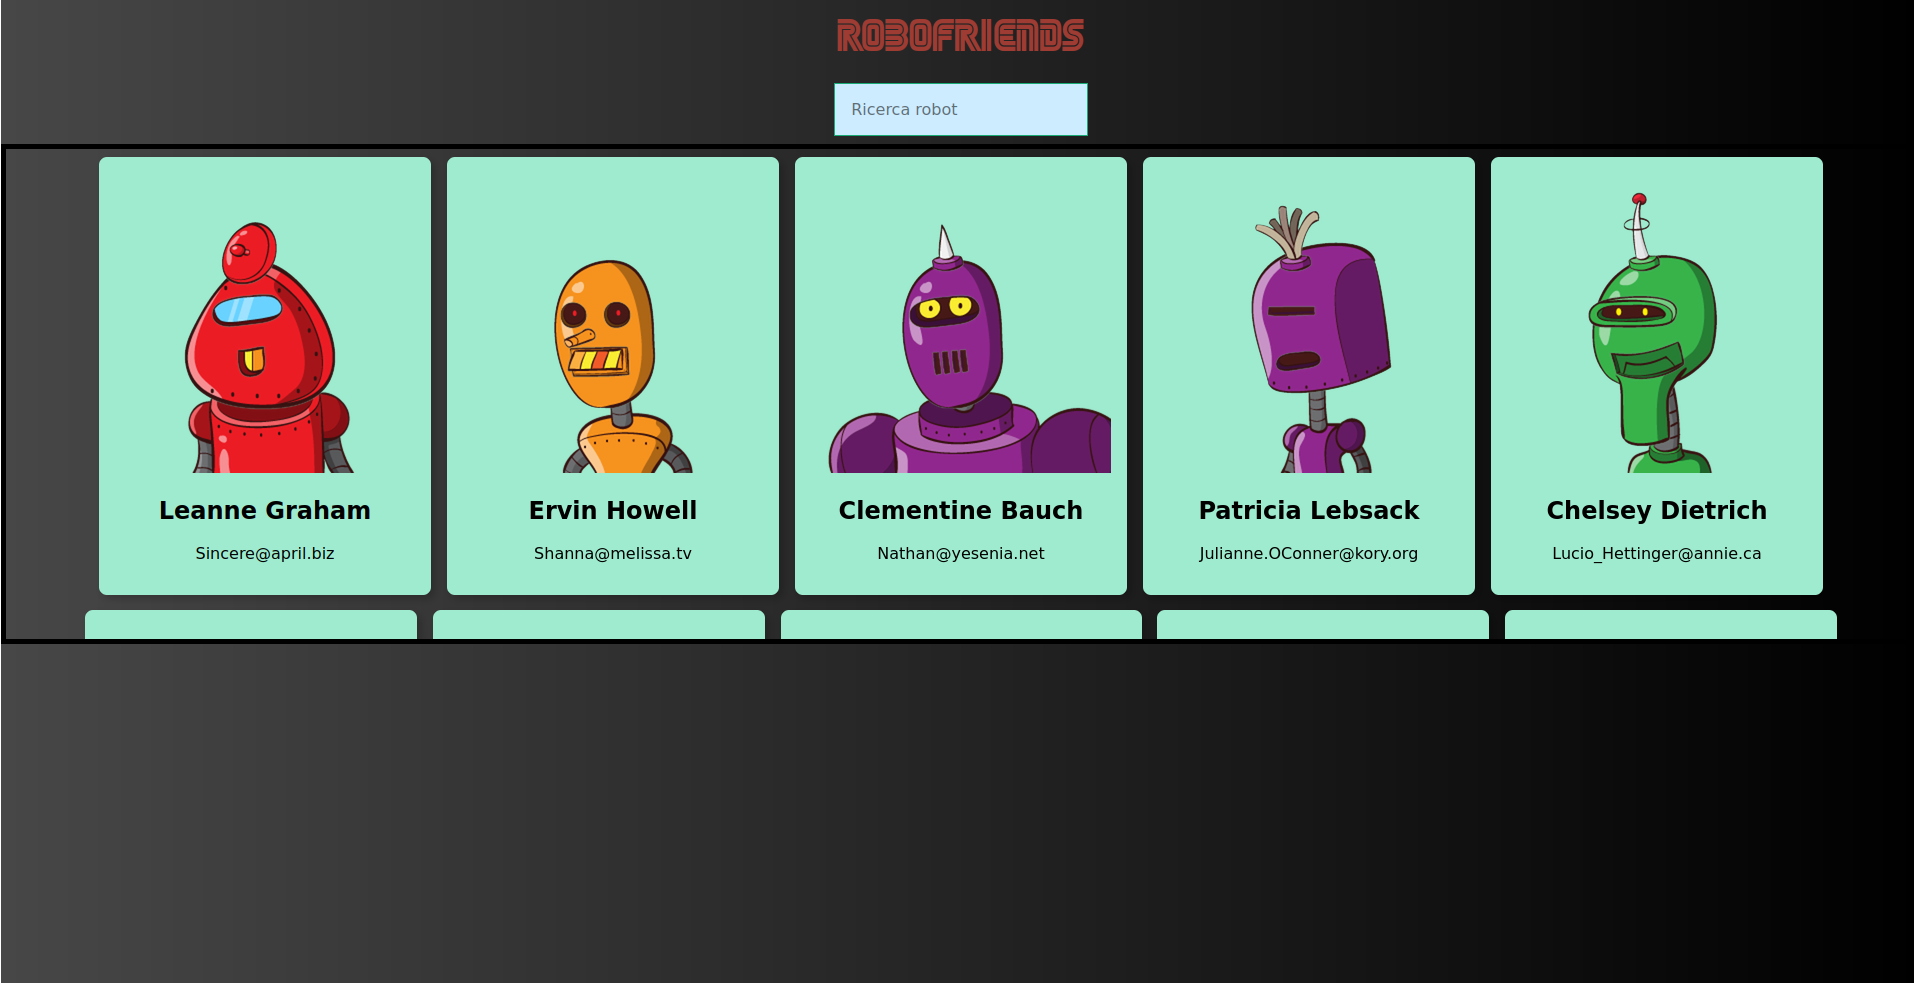 ROBOFRIENDS
Ricerca robot
Leanne Graham
Sincere@april.biz
Ervin Howell
Shanna@melissa.tv
Clementine Bauch
Nathan@yesenia.net
Patricia Lebsack
Julianne.OConner@kory.org
Chelsey Dietrich
Lucio_Hettinger@annie.ca